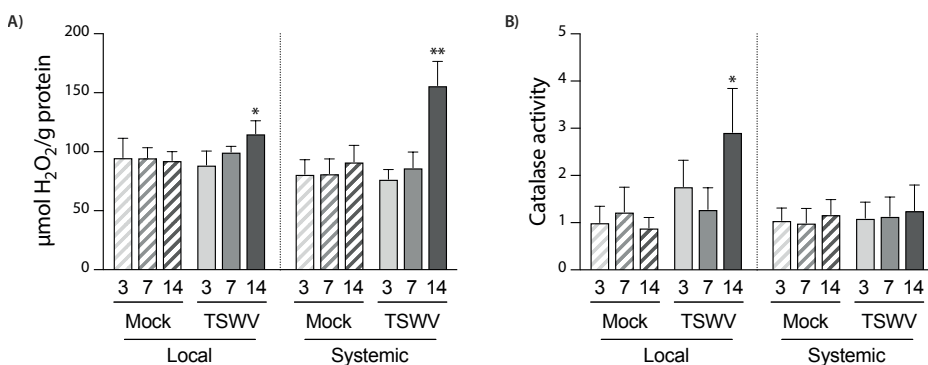 A)
µmol H2O2/g protein
200
150
100
50
0
*
**
3 7 14 3 7 14 3 7 14 3 7 14
Mock TSWV Mock TSWV
Local Systemic
B)
Catalase activity
5
4
3
2
1
0
*
3 7 14 3 7 14 3 7 14 3 7 14
Mock TSWV Mock TSWV
Local Systemic